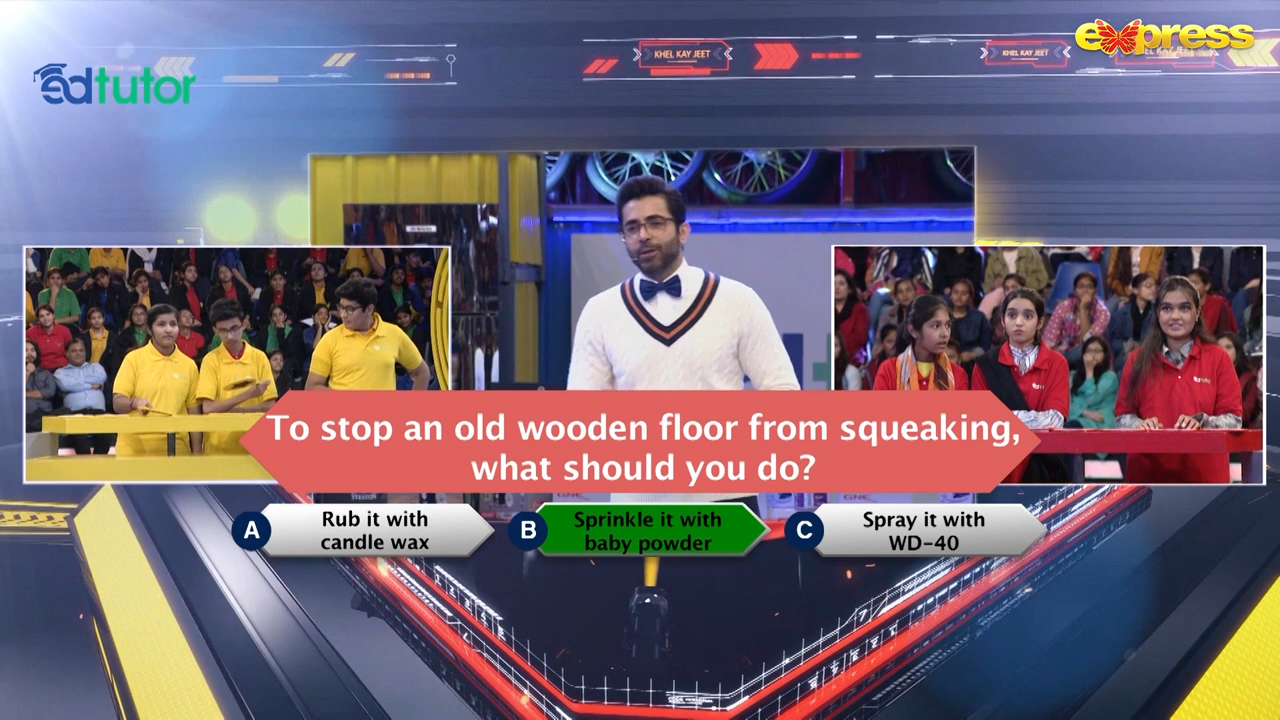 express
KHEL KAY JEET
KHEL KAY JEET
edtutor
To stop an old wooden floor from squeaking,
what should you do?
A
Rub it with
candle wax
B
Sprinkle it with
baby powder
C
Spray it with
WD-40